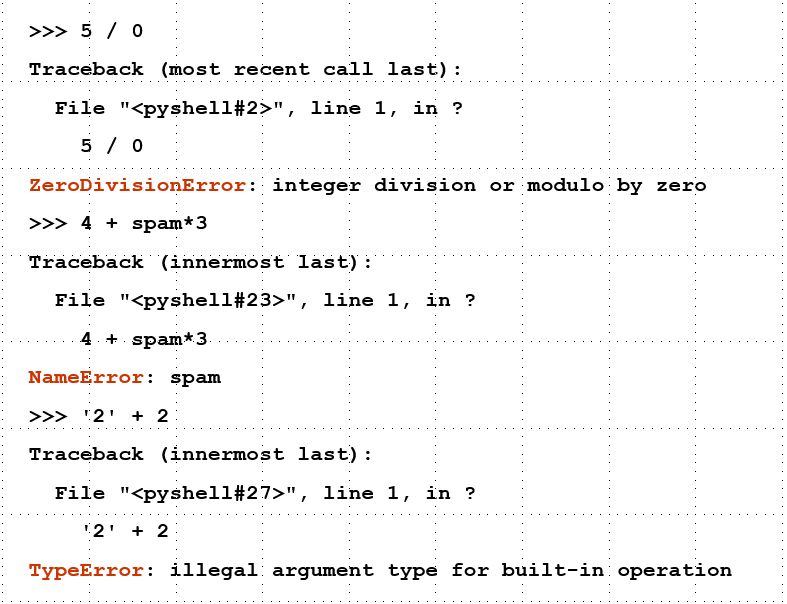 >>> 5 / 0
Traceback (most recent call last):
  File "<pyshell#2>", line 1, in ?
    5 / 0
ZeroDivisionError: integer division or modulo by zero
>>> 4 + spam*3
Traceback (innermost last):
  File "<pyshell#23>", line 1, in ?
    4 + spam*3
NameError: spam
>>> '2' + 2
Traceback (innermost last):
  File "<pyshell#27>", line 1, in ?
    '2' + 2
TypeError: illegal argument type for built-in operation